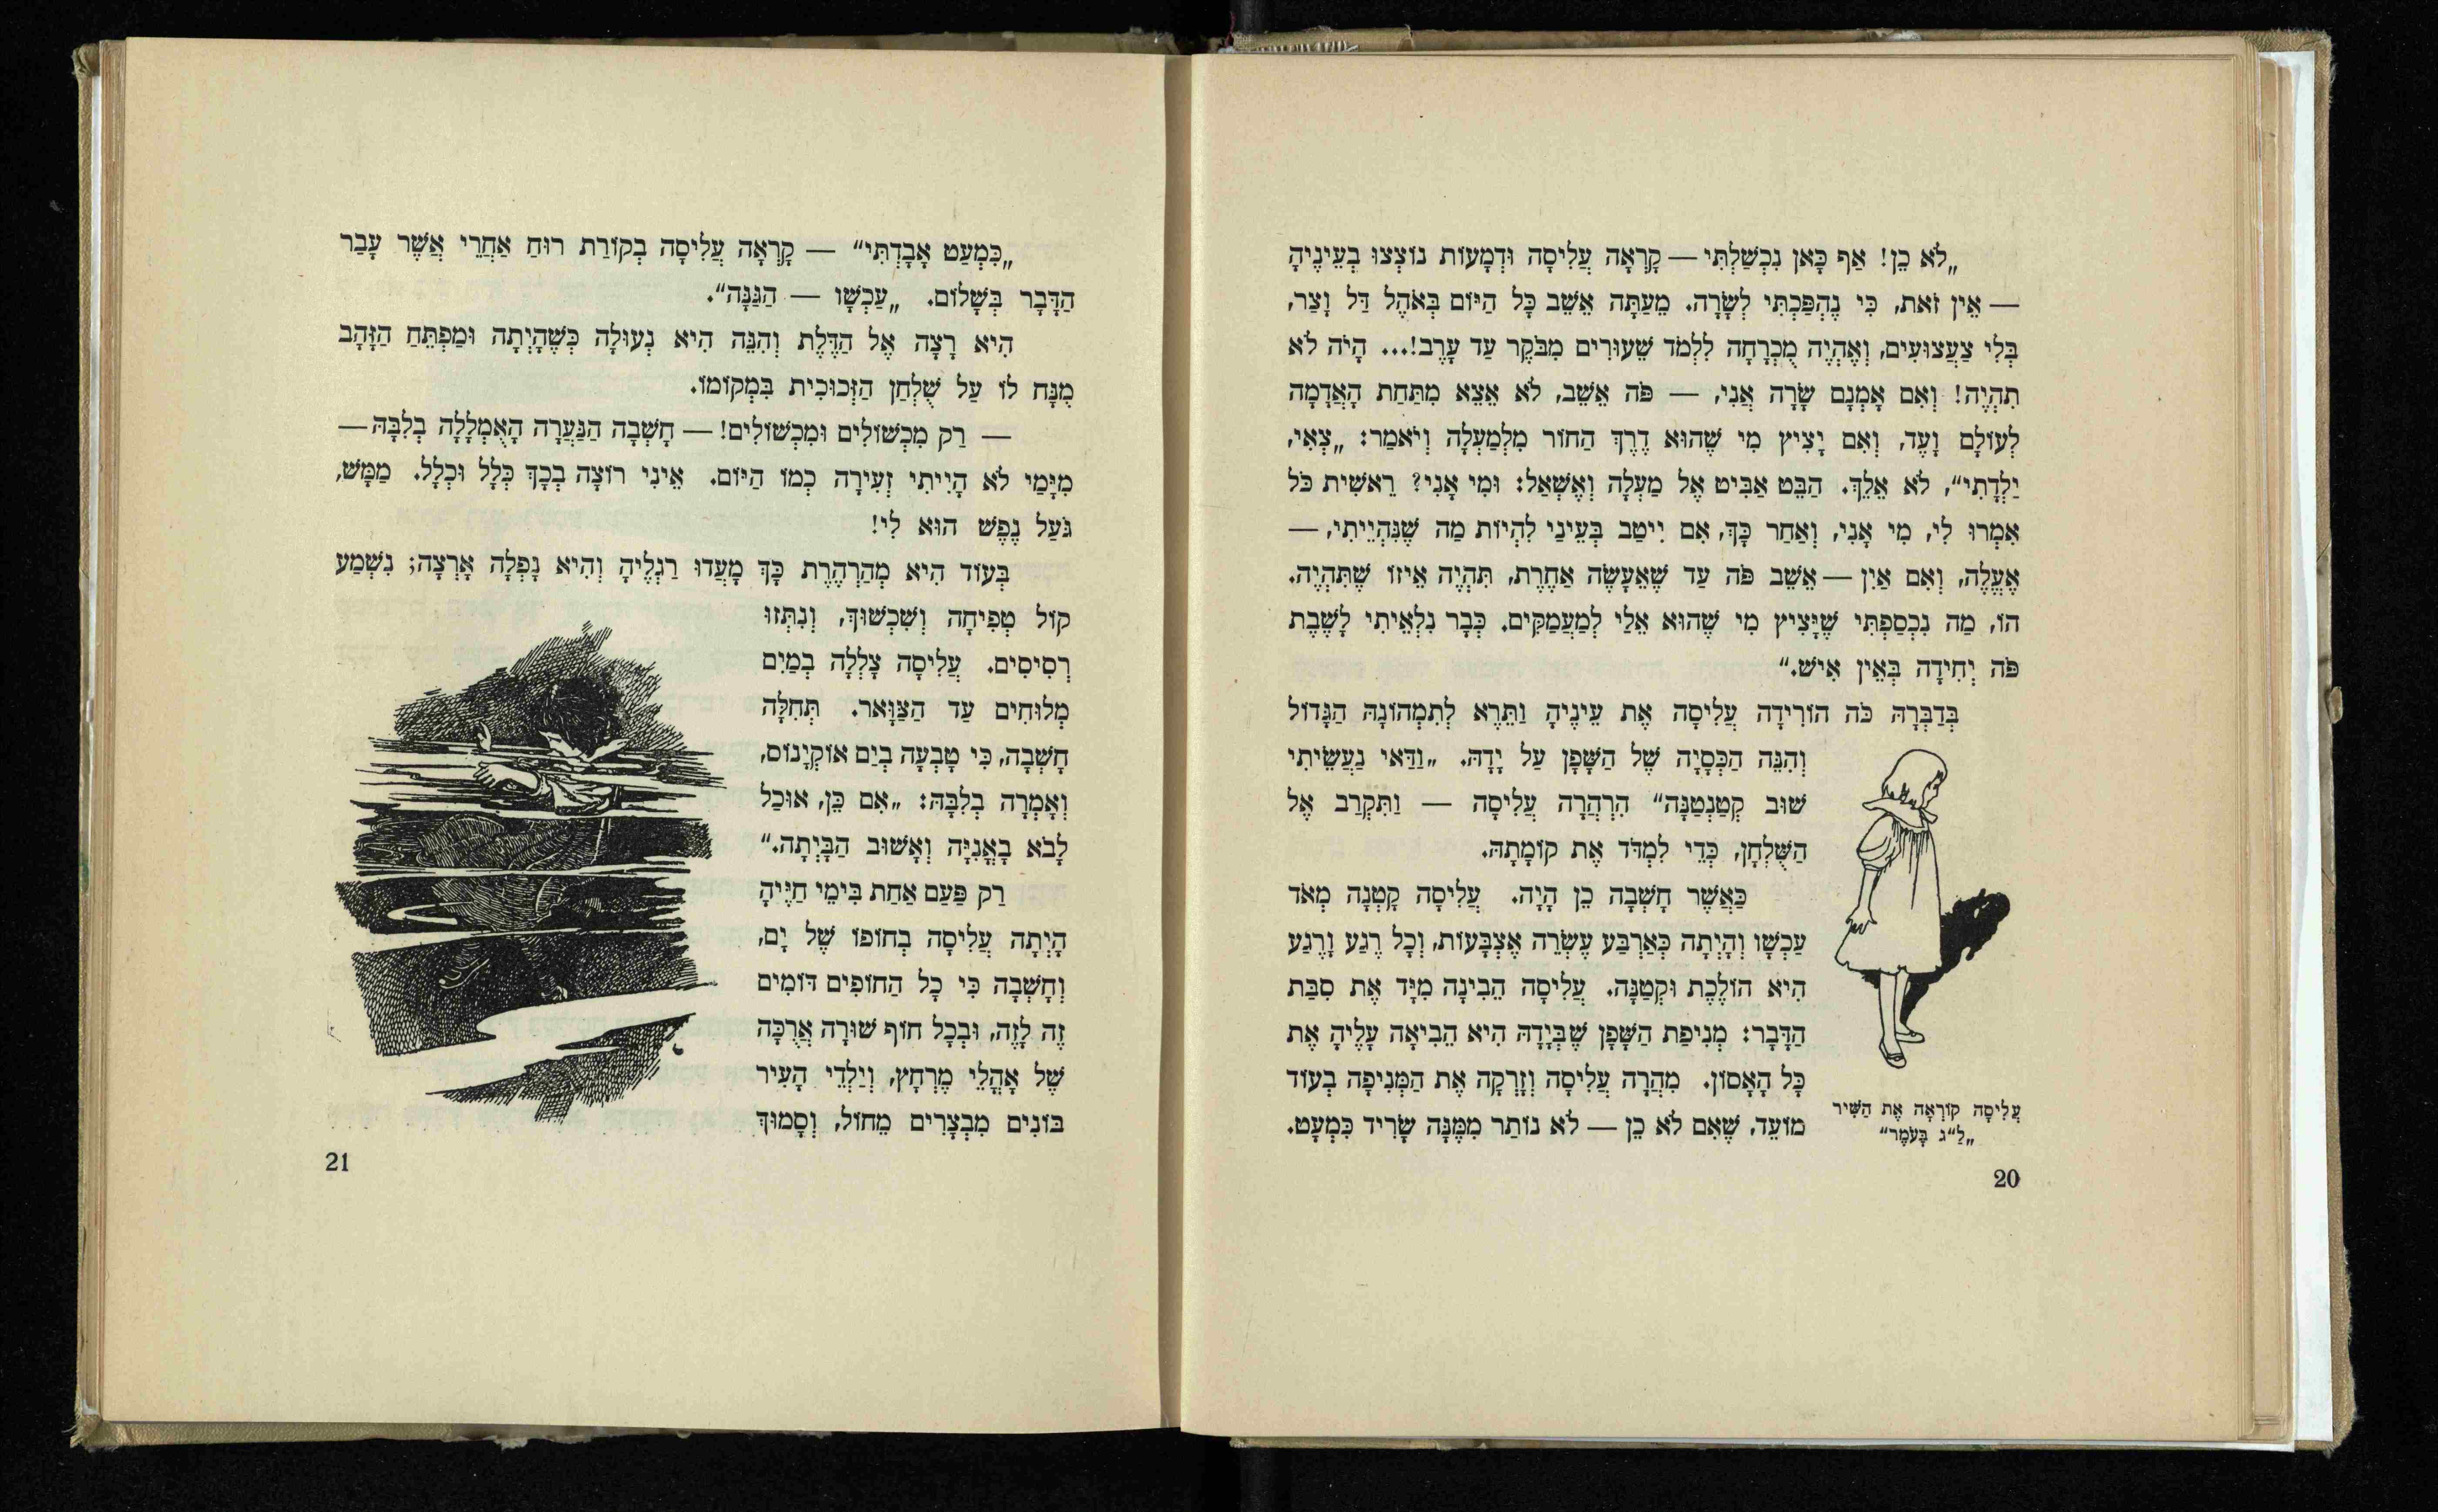 „לֹא כֵן! אַף כָּאן נִכְשַׁלְתִּי — קָרְאָה עֲלִיסָה וּדְמָעוֹת נוֹצְצוּ בְּעֵינֶיהָ
— אֵין זֹאת, כִּי נֶהְפַּכְתִּי לְשָׂרָה. מֵעַתָּה אֵשֵׁב כָּל הַיּוֹם בְּאֹהֶל דַּל וָצַר,
בְּלִי צַעֲצוּעִים, וְאֶהְיֶה מֻכְרָחָה לִלְמֹד שִׁעוּרִים מִבֹּקֶר עַד עֶרֶב!... הָיֹה לֹא
תִהְיֶה! וְאִם אָמְנָם שָׂרָה אֲנִי, — פֹּה אֵשֵׁב, לֹא אֵצֵא מִתַּחַת הָאֲדָמָה
לְעוֹלָם וָעֶד, וְאִם יָצִיץ מִי שֶׁהוּא דֶרֶךְ הַחוֹר מִלְמַעְלָה וְיֹאמַר: „צְאִי,
יַלְדָתִי“, לֹא אֵלֵךְ. הַבֵּט אַבִּיט אֶל מַעְלָה וְאֶשְׁאַל: וּמִי אָנִי? רֵאשִׁית כֹּל
אִמְרוּ לִי, מִי אָנִי, וְאַחַר כָּךְ, אִם יִיטַב בְּעֵינַי לִהְיוֹת מַה שֶּׁנִּהְיֵיתִי, —
אֶעֱלֶה, וְאִם אַיִן — אֵשֵׁב פֹּה עַד שֶׁאֵעָשֶׂה אַחֶרֶת, תִּהְיֶה אֵיזוֹ שֶׁתִּהְיֶה.
הוֹ, מַה נִכְסַפְתִּי שֶׁיָּצִיץ מִי שֶׁהוּא אֵלַי לְמַעֲמַקִּים. כְּבָר נִלְאֵיתִי לָשֶׁבֶת
פֹּה יְחִידָה בְּאֵין אִישׁ.“
בְּדַבְּרָהּ כֹּה הוֹרִידָה עֲלִיסָה אֶת עֵינֶיהָ וַתֵּרֶא לְתִמְהוֹנָהּ הַגָּדוֹל
וְהִנֵּה הַכְּסָיָה שֶׁל הַשָּׁפָן עַל יָדָהּ. „וַדַּאי נַעֲשֵׂיתִי
שׁוּב קְטַנְטַנָּה“ הִרְהֲרָה עֲלִיסָה — וַתִּקְרַב אֶל
הַשֻּׁלְחָן, כְּדֵי לִמְדֹּד אֶת קוֹמָתָהּ.
כַּאֲשֶׁר חָשְׁבָה כֵן הָיָה. עֲלִיסָה קָטְנָה מְאֹד
עַכְשָׁו וְהָיְתָה כְּאַרְבַּע עֶשְׂרֵה אֶצְבָּעוֹת, וְכָל רֶגַע וָרֶגַע
הִיא הוֹלֶכֶת וּקְטַנָּה. עֲלִיסָה הֵבִינָה מִיָּד אֶת סִבַּת
הַדָּבָר: מְנִיפַת הַשָּׁפָן שֶׁבְּיָדָהּ הִיא הֵבִיאָה עָלֶיהָ אֶת
כָּל הָאָסוֹן. מִהֲרָה עֲלִיסָה וְזָרְקָה אֶת הַמְּנִיפָה בְּעוֹד
מוֹעֵד, שֶׁאִם לֹא כֵן — לֹא נוֹתַר מִמֶּנָּה שָׂרִיד כִּמְעָט.
עֲלִיסָה קוֹרְאָה אֶת הַשִּׁיר
„לַ“ג בָּעֹמֶר“
20
„כִּמְעַט אָבָדְתִּי“ — קָרְאָה עֲלִיסָה בְּקוֹרַת רוּחַ אַחֲרֵי אֲשֶׁר עָבַר
הַדָּבָר בְּשָׁלוֹם. „עַכְשָׁו — הַגַּנָּה“.
הִיא רָצָה אֶל הַדֶּלֶת וְהִנֵּה הִיא נְעוּלָה כְּשֶׁהָיְתָה וּמַפְתֵּחַ הַזָּהָב
מֻנָּח לוֹ עַל שֻׁלְחַן הַזְּכוּכִית בִּמְקוֹמוֹ.
— רַק מִכְשׁוֹלִים וּמִכְשׁוֹלִים! — חָשְׁבָה הַנַּעֲרָה הָאֻמְלָלָה בְלִבָּהּ —
מִיָּמַי לֹא הָיִיתִי זְעִירָה כְמוֹ הַיּוֹם. אֵינִי רוֹצָה בְכָךְ כְּלָל וּכְלָל. מַמָּשׁ,
גֹּעַל נֶפֶשׁ הוּא לִי!
בְּעוֹד הִיא מְהַרְהֶרֶת כָּךְ מָעֲדוּ רַגְלֶיהָ וְהִיא נָפְלָה אָרְצָה; נִשְׁמַע
קוֹל טְפִיחָה וְשִׁכְשׁוּךְ, וְנִתְּזוּ
רְסִיסִים. עֲלִיסָה צָלְלָה בְּמַיִם
מְלוּחִים עַד הַצַּוָּאר. תְּחִלָּה
חָשְׁבָה, כִּי טָבְעָה בְיַם אוֹקְיָנוֹס,
וְאָמְרָה בְלִבָּהּ: „אִם כֵּן, אוּכַל
לָבֹא בָאֳנִיָּה וְאָשׁוּב הַבָּיְתָה.“
רַק פַּעַם אַחַת בִּימֵי חַיֶּיהָ
הָיְתָה עֲלִיסָה בְּחוֹפוֹ שֶׁל יָם,
וְחָשְׁבָה כִּי כָל הַחוֹפִים דּוֹמִים
זֶה לָזֶה, וּבְכָל חוֹף שׁוּרָה אֲרֻכָּה
שֶׁל אָהֳלֵי מֶרְחָץ, וְיַלְדֵי הָעִיר
בּוֹנִים מִבְצָרִים מֵחוֹל, וְסָמוּךְ
21